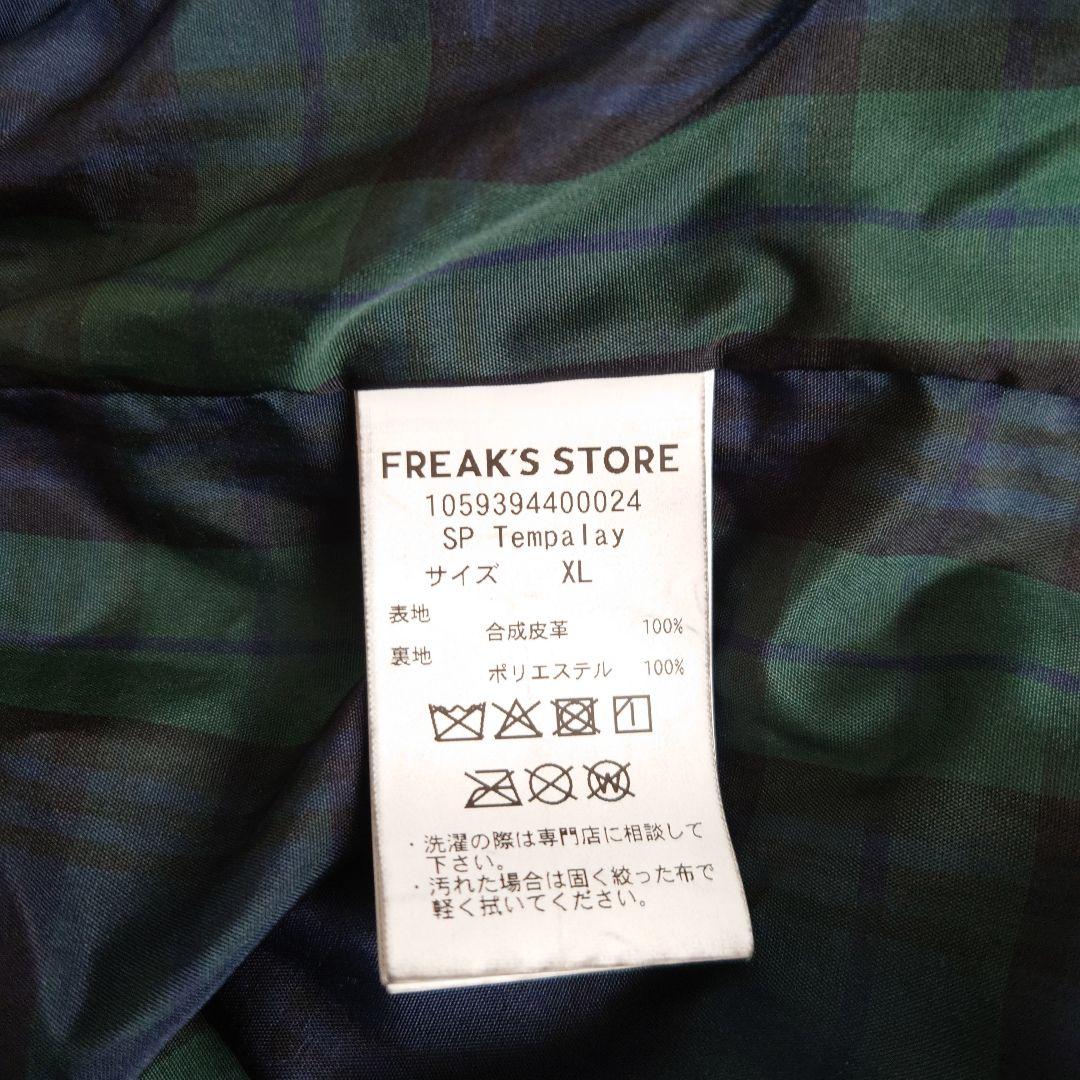 FREAK'S STORE
1059394400024
SP Tempalay
サイズ XL
表地
合成皮革 100%
裏地
ポリエステル 100%
W
・洗濯の際は専門店に相談して
下さい。
・汚れた場合は固く絞った布で
軽く拭いてください。